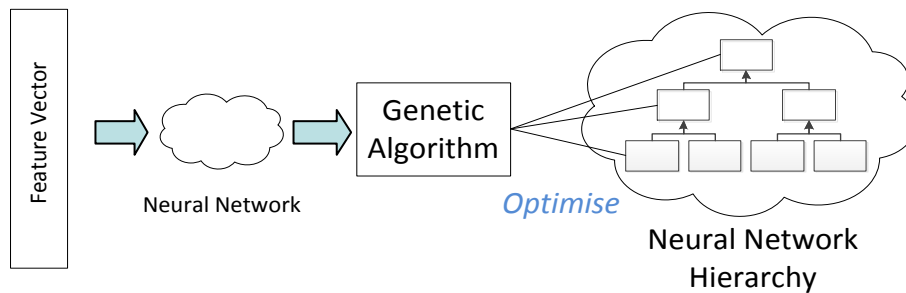 Feature Vector
Neural Network
Genetic
Algorithm
Optimise
Neural Network
Hierarchy